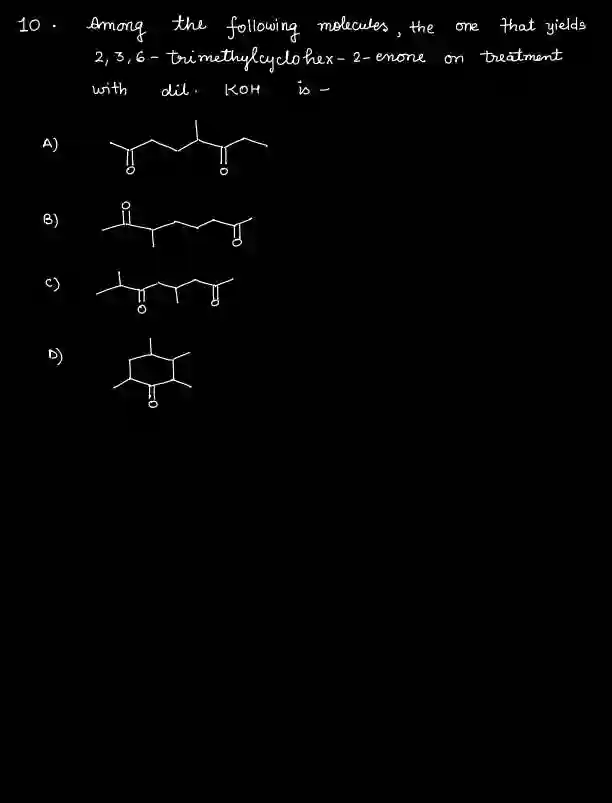 10. Among the following molecules, the one that yields
2,3,6-trimethylcyclohex-2-enone on treatment
with dil. KOH is -
A)
O
O
B)
O
O
C)
O
O
D)
O